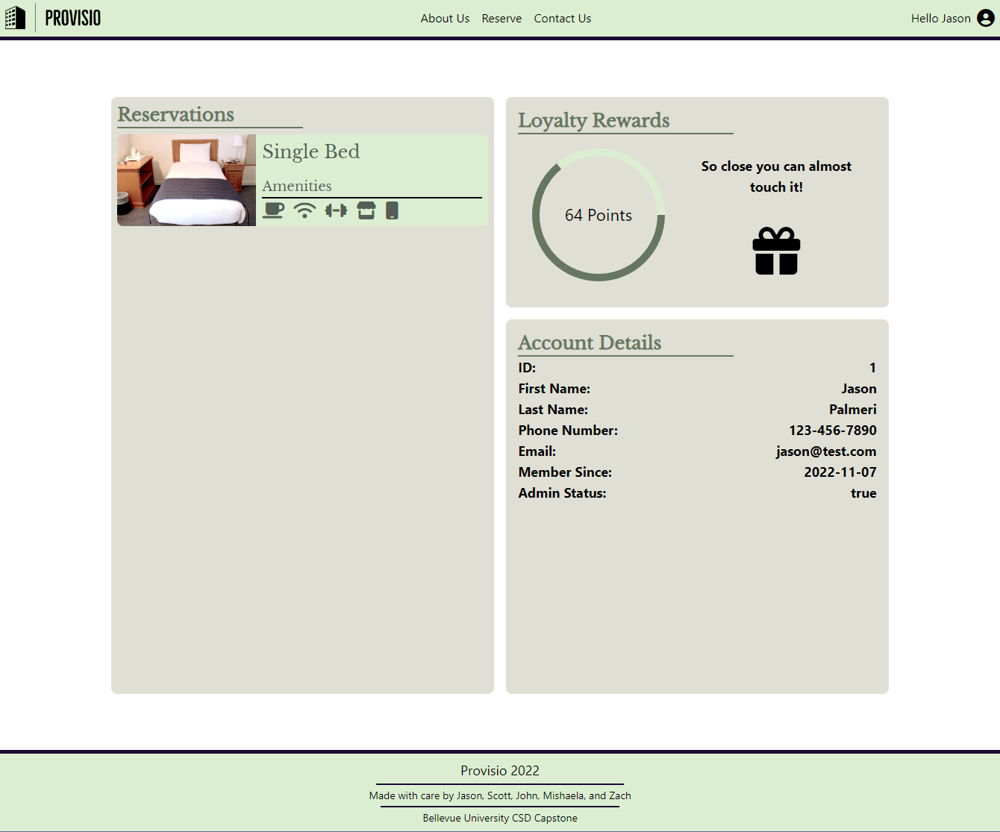 PROVISIO
About Us Reserve Contact Us
Hello Jason
Reservations
Single Bed
Amenities
Loyalty Rewards
64 Points
So close you can almost
touch it!
Account Details
ID: 1
First Name: Jason
Last Name: Palmeri
Phone Number: 123-456-7890
Email: jason@test.com
Member Since: 2022-11-07
Admin Status: true
Provisio 2022
Made with care by Jason, Scott, John, Mishaela, and Zach
Bellevue University CSD Capstone